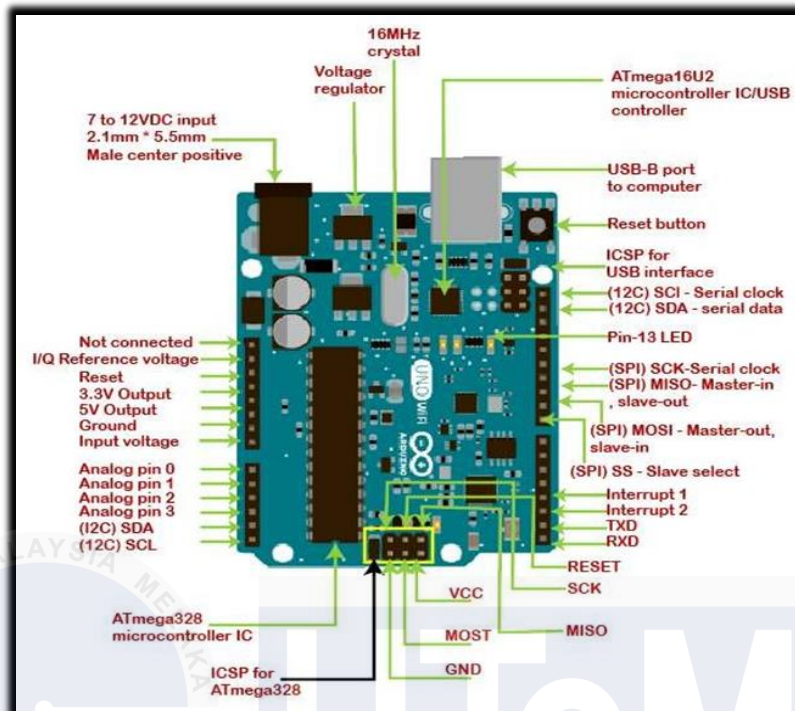 16MHz
crystal
Voltage
regulator
ATmega16U2
microcontroller IC/USB
controller
7 to 12VDC input
2.1mm * 5.5mm
Male center positive
USB-B port
to computer
Reset button
ICSP for
USB interface
(12C) SCI - Serial clock
(12C) SDA - serial data
Pin-13 LED
Not connected
I/Q Reference voltage
Reset
3.3V Output
5V Output
Ground
Input voltage
(SPI) SCK-Serial clock
(SPI) MISO- Master-in
, slave-out
(SPI) MOSI - Master-out,
slave-in
(SPI) SS - Slave select
UNO WiFi
ARDUINO
Analog pin 0
Analog pin 1
Analog pin 2
Analog pin 3
(I2C) SDA
(12C) SCL
Interrupt 1
Interrupt 2
TXD
RXD
RESET
SCK
VCC
MISO
MOST
GND
ATmega328
microcontroller IC
ICSP for
ATmega328